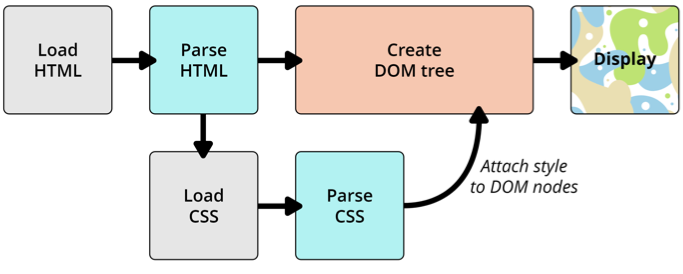 Load
HTML
Parse
HTML
Create
DOM tree
Display
Load
CSS
Parse
CSS
Attach style
to DOM nodes